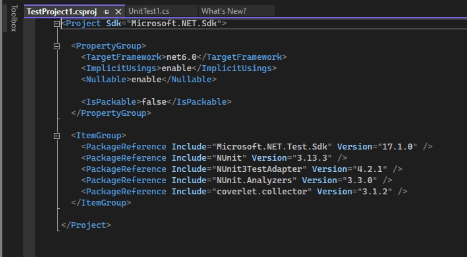 Toolbox
TestProject1.csproj
UnitTest1.cs
What's New?
<Project Sdk="Microsoft.NET.Sdk">
<PropertyGroup>
<TargetFramework>net6.0</TargetFramework>
<ImplicitUsings>enable</ImplicitUsings>
<Nullable>enable</Nullable>
<IsPackable>false</IsPackable>
</PropertyGroup>
<ItemGroup>
<PackageReference Include="Microsoft.NET.Test.Sdk" Version="17.1.0" />
<PackageReference Include="NUnit" Version="3.13.3" />
<PackageReference Include="NUnit3TestAdapter" Version="4.2.1" />
<PackageReference Include="NUnit.Analyzers" Version="3.3.0" />
<PackageReference Include="coverlet.collector" Version="3.1.2" />
</ItemGroup>
</Project>